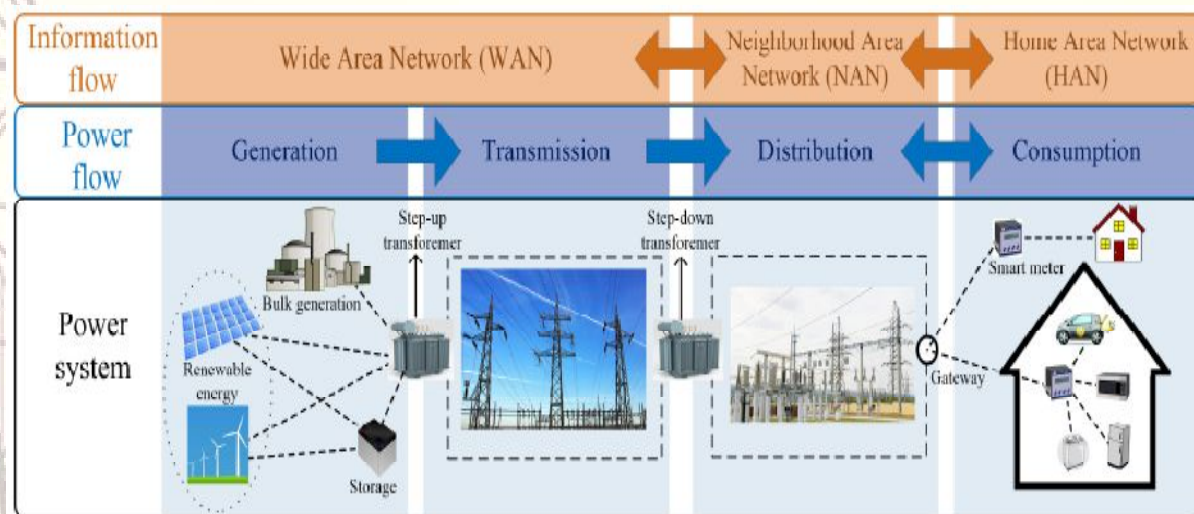 Information
flow
Wide Area Network (WAN)
Neighborhood Area
Network (NAN)
Home Area Network
(HAN)
Power
flow
Generation
Transmission
Distribution
Consumption
Power
system
Bulk generation
Renewable
energy
Storage
Step-up
transforemer
Step-down
transforemer
Gateway
Smart meter